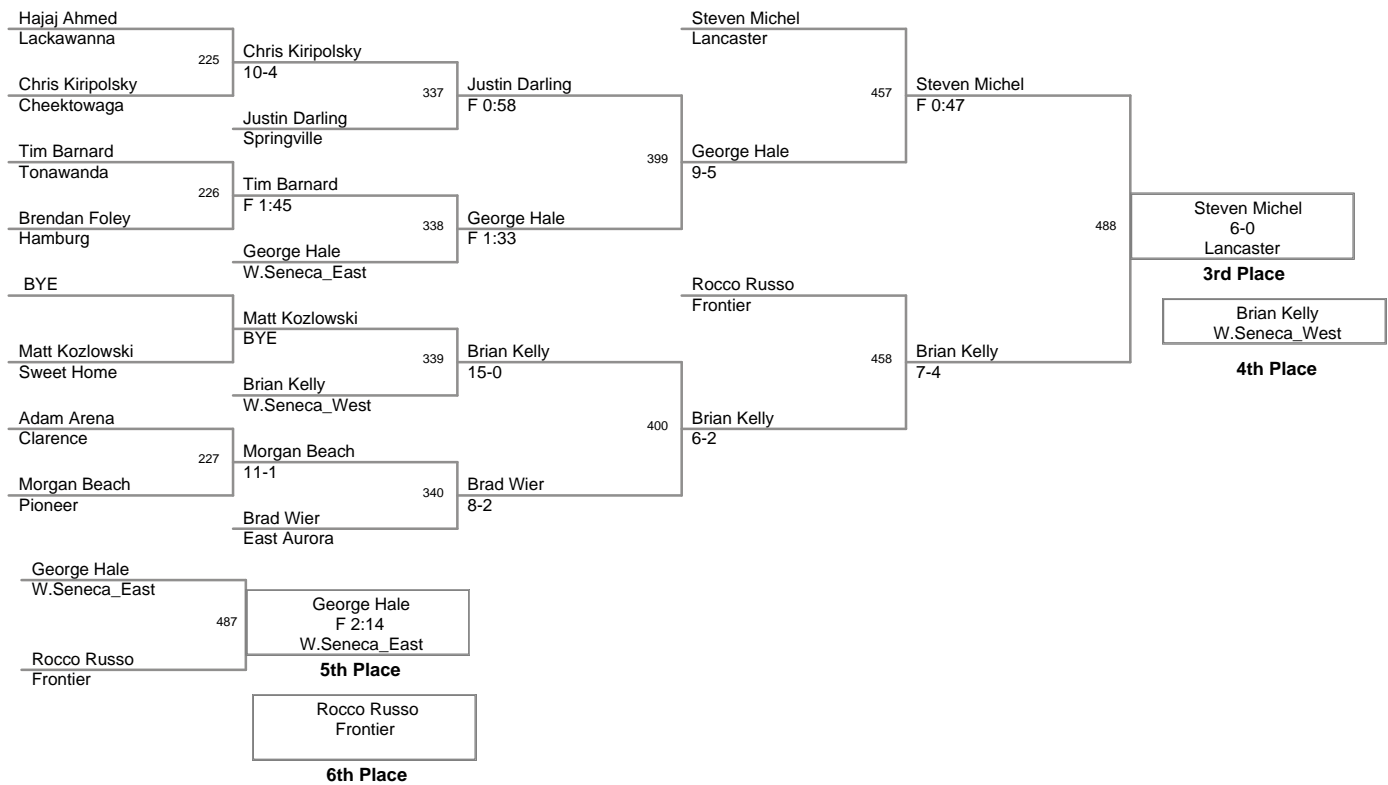 Hajaj Ahmed
Lackawanna
225
Chris Kiripolsky
Cheektowaga
Chris Kiripolsky
10-4
337
Justin Darling
Springville
Tim Barnard
Tonawanda
226
Brendan Foley
Hamburg
Tim Barnard
F 1:45
338
George Hale
W.Seneca_East
BYE
Matt Kozlowski
Sweet Home
Matt Kozlowski
BYE
339
Brian Kelly
W.Seneca_West
Adam Arena
Clarence
227
Morgan Beach
Pioneer
Morgan Beach
11-1
340
Brad Wier
East Aurora
Justin Darling
F 0:58
399
George Hale
F 1:33
Brian Kelly
15-0
400
Brad Wier
8-2
Steven Michel
Lancaster
457
George Hale
9-5
Rocco Russo
Frontier
458
Brian Kelly
6-2
Steven Michel
F 0:47
488
Brian Kelly
7-4
Steven Michel
6-0
Lancaster
3rd Place
Brian Kelly
W.Seneca_West
4th Place
George Hale
W.Seneca_East
487
Rocco Russo
Frontier
George Hale
F 2:14
W.Seneca_East
5th Place
Rocco Russo
Frontier
6th Place